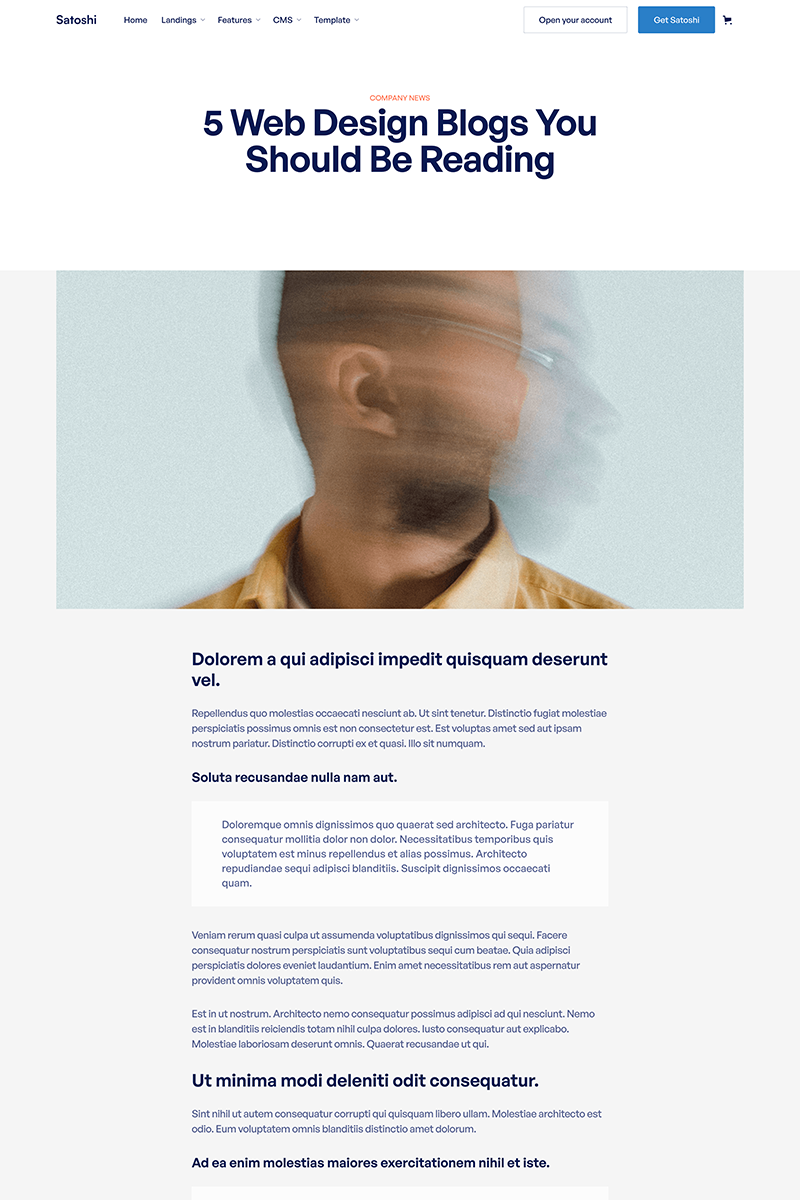 Satoshi Home Landings Features CMS Template Open your account Get Satoshi
COMPANY NEWS
5 Web Design Blogs You
Should Be Reading
Dolorem a qui adipisci impedit quisquam deserunt
vel.
Repellendus quo molestias occaecati nesciunt ab. Ut sint tenetur. Distinctio fugiat molestiae
perspiciatis possimus omnis est non consectetur est. Est voluptas amet sed aut ipsam
nostrum pariatur. Distinctio corrupti ex et quasi. Illo sit numquam.
Soluta recusandae nulla nam aut.
Doloremque omnis dignissimos quo quaerat sed architecto. Fuga pariatur
consequatur mollitia dolor non dolor. Necessitatibus temporibus quis
voluptatem est minus repellendus et alias possimus. Architecto
repudiandae sequi adipisci blanditiis. Suscipit dignissimos occaecati
quam.
Veniam rerum quasi culpa ut assumenda voluptatibus dignissimos qui sequi. Facere
consequatur nostrum perspiciatis sunt voluptatibus sequi cum beatae. Quia adipisci
perspiciatis dolores eveniet laudantium. Enim amet necessitatibus rem aut aspernatur
provident omnis voluptatem quis.
Est in ut nostrum. Architecto nemo consequatur possimus adipisci ad qui nesciunt. Nemo
est in blanditiis reiciendis totam nihil culpa dolores. Iusto consequatur aut explicabo.
Molestiae laboriosam deserunt omnis. Quaerat recusandae ut qui.
Ut minima modi deleniti odit consequatur.
Sint nihil ut autem consequatur corrupti qui quisquam libero ullam. Molestiae architecto est
odio. Eum voluptatem omnis blanditiis distinctio amet dolorum.
Ad ea enim molestias maiores exercitationem nihil et iste.